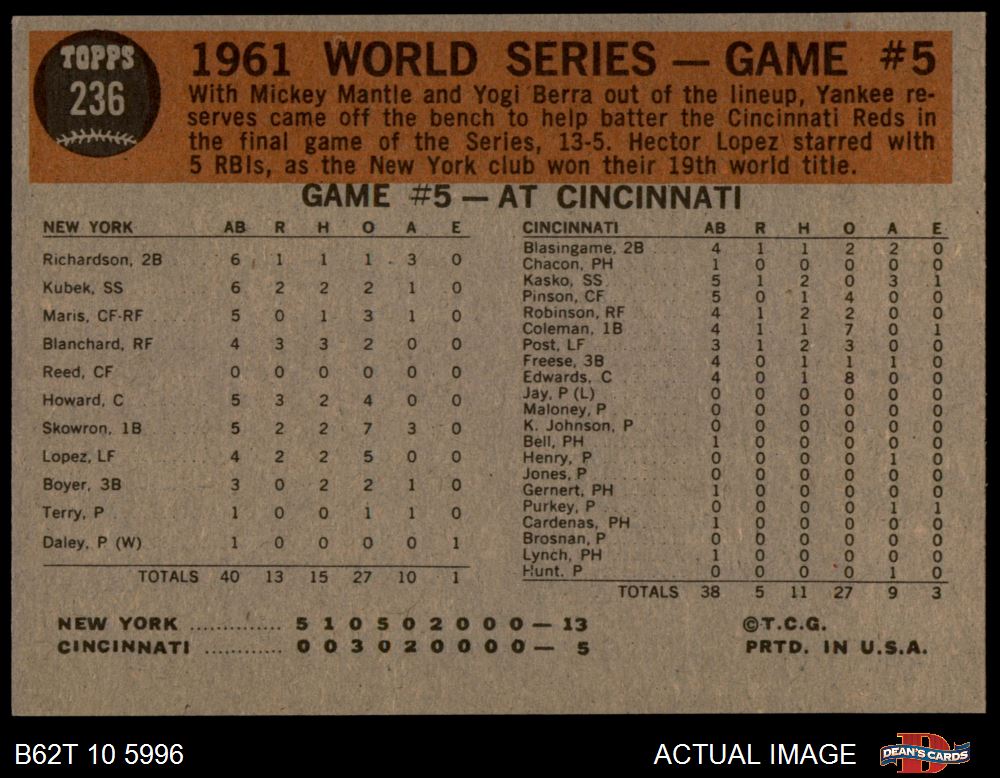 TOPPS
236
1961 WORLD SERIES — GAME #5
With Mickey Mantle and Yogi Berra out of the lineup, Yankee re-
serves came off the bench to help batter the Cincinnati Reds in
the final game of the Series, 13-5. Hector Lopez starred with
5 RBIs, as the New York club won their 19th world title.
GAME #5 — AT CINCINNATI
NEW YORK AB R H O A E
Richardson, 2B 6 1 1 1 3 0
Kubek, SS 6 2 2 2 1 0
Maris, CF-RF 5 0 1 3 1 0
Blanchard, RF 4 3 3 2 0 0
Reed, CF 0 0 0 0 0 0
Howard, C 5 3 2 4 0 0
Skowron, 1B 5 2 2 7 3 0
Lopez, LF 4 2 2 5 0 0
Boyer, 3B 3 0 2 2 1 0
Terry, P 1 0 0 1 1 0
Daley, P (W) 1 0 0 0 0 1
TOTALS 40 13 15 27 10 1
CINCINNATI AB R H O A E
Blasingame, 2B 4 1 1 2 2 0
Chacon, PH 1 0 0 0 0 0
Kasko, SS 5 1 2 0 3 1
Pinson, CF 5 0 1 4 0 0
Robinson, RF 4 1 2 2 0 0
Coleman, 1B 4 1 1 7 0 1
Post, LF 3 1 2 3 0 0
Freese, 3B 4 0 1 1 1 0
Edwards, C 4 0 1 8 0 0
Jay, P (L) 0 0 0 0 0 0
Maloney, P 0 0 0 0 0 0
K. Johnson, P 0 0 0 0 0 0
Bell, PH 1 0 0 0 0 0
Henry, P 0 0 0 0 1 0
Jones, P 0 0 0 0 0 0
Gernert, PH 1 0 0 0 0 0
Purkey, P 0 0 0 0 1 1
Cardenas, PH 1 0 0 0 0 0
Brosnan, P 0 0 0 0 0 0
Lynch, PH 1 0 0 0 0 0
Hunt. P 0 0 0 0 1 0
TOTALS 38 5 11 27 9 3
NEW YORK .............. 5 1 0 5 0 2 0 0 0 — 13
CINCINNATI ............ 0 0 3 0 2 0 0 0 0 — 5
©T.C.G.
PRTD. IN U.S.A.
B62T 10 5996
ACTUAL IMAGE
D
DEAN'S CARDS